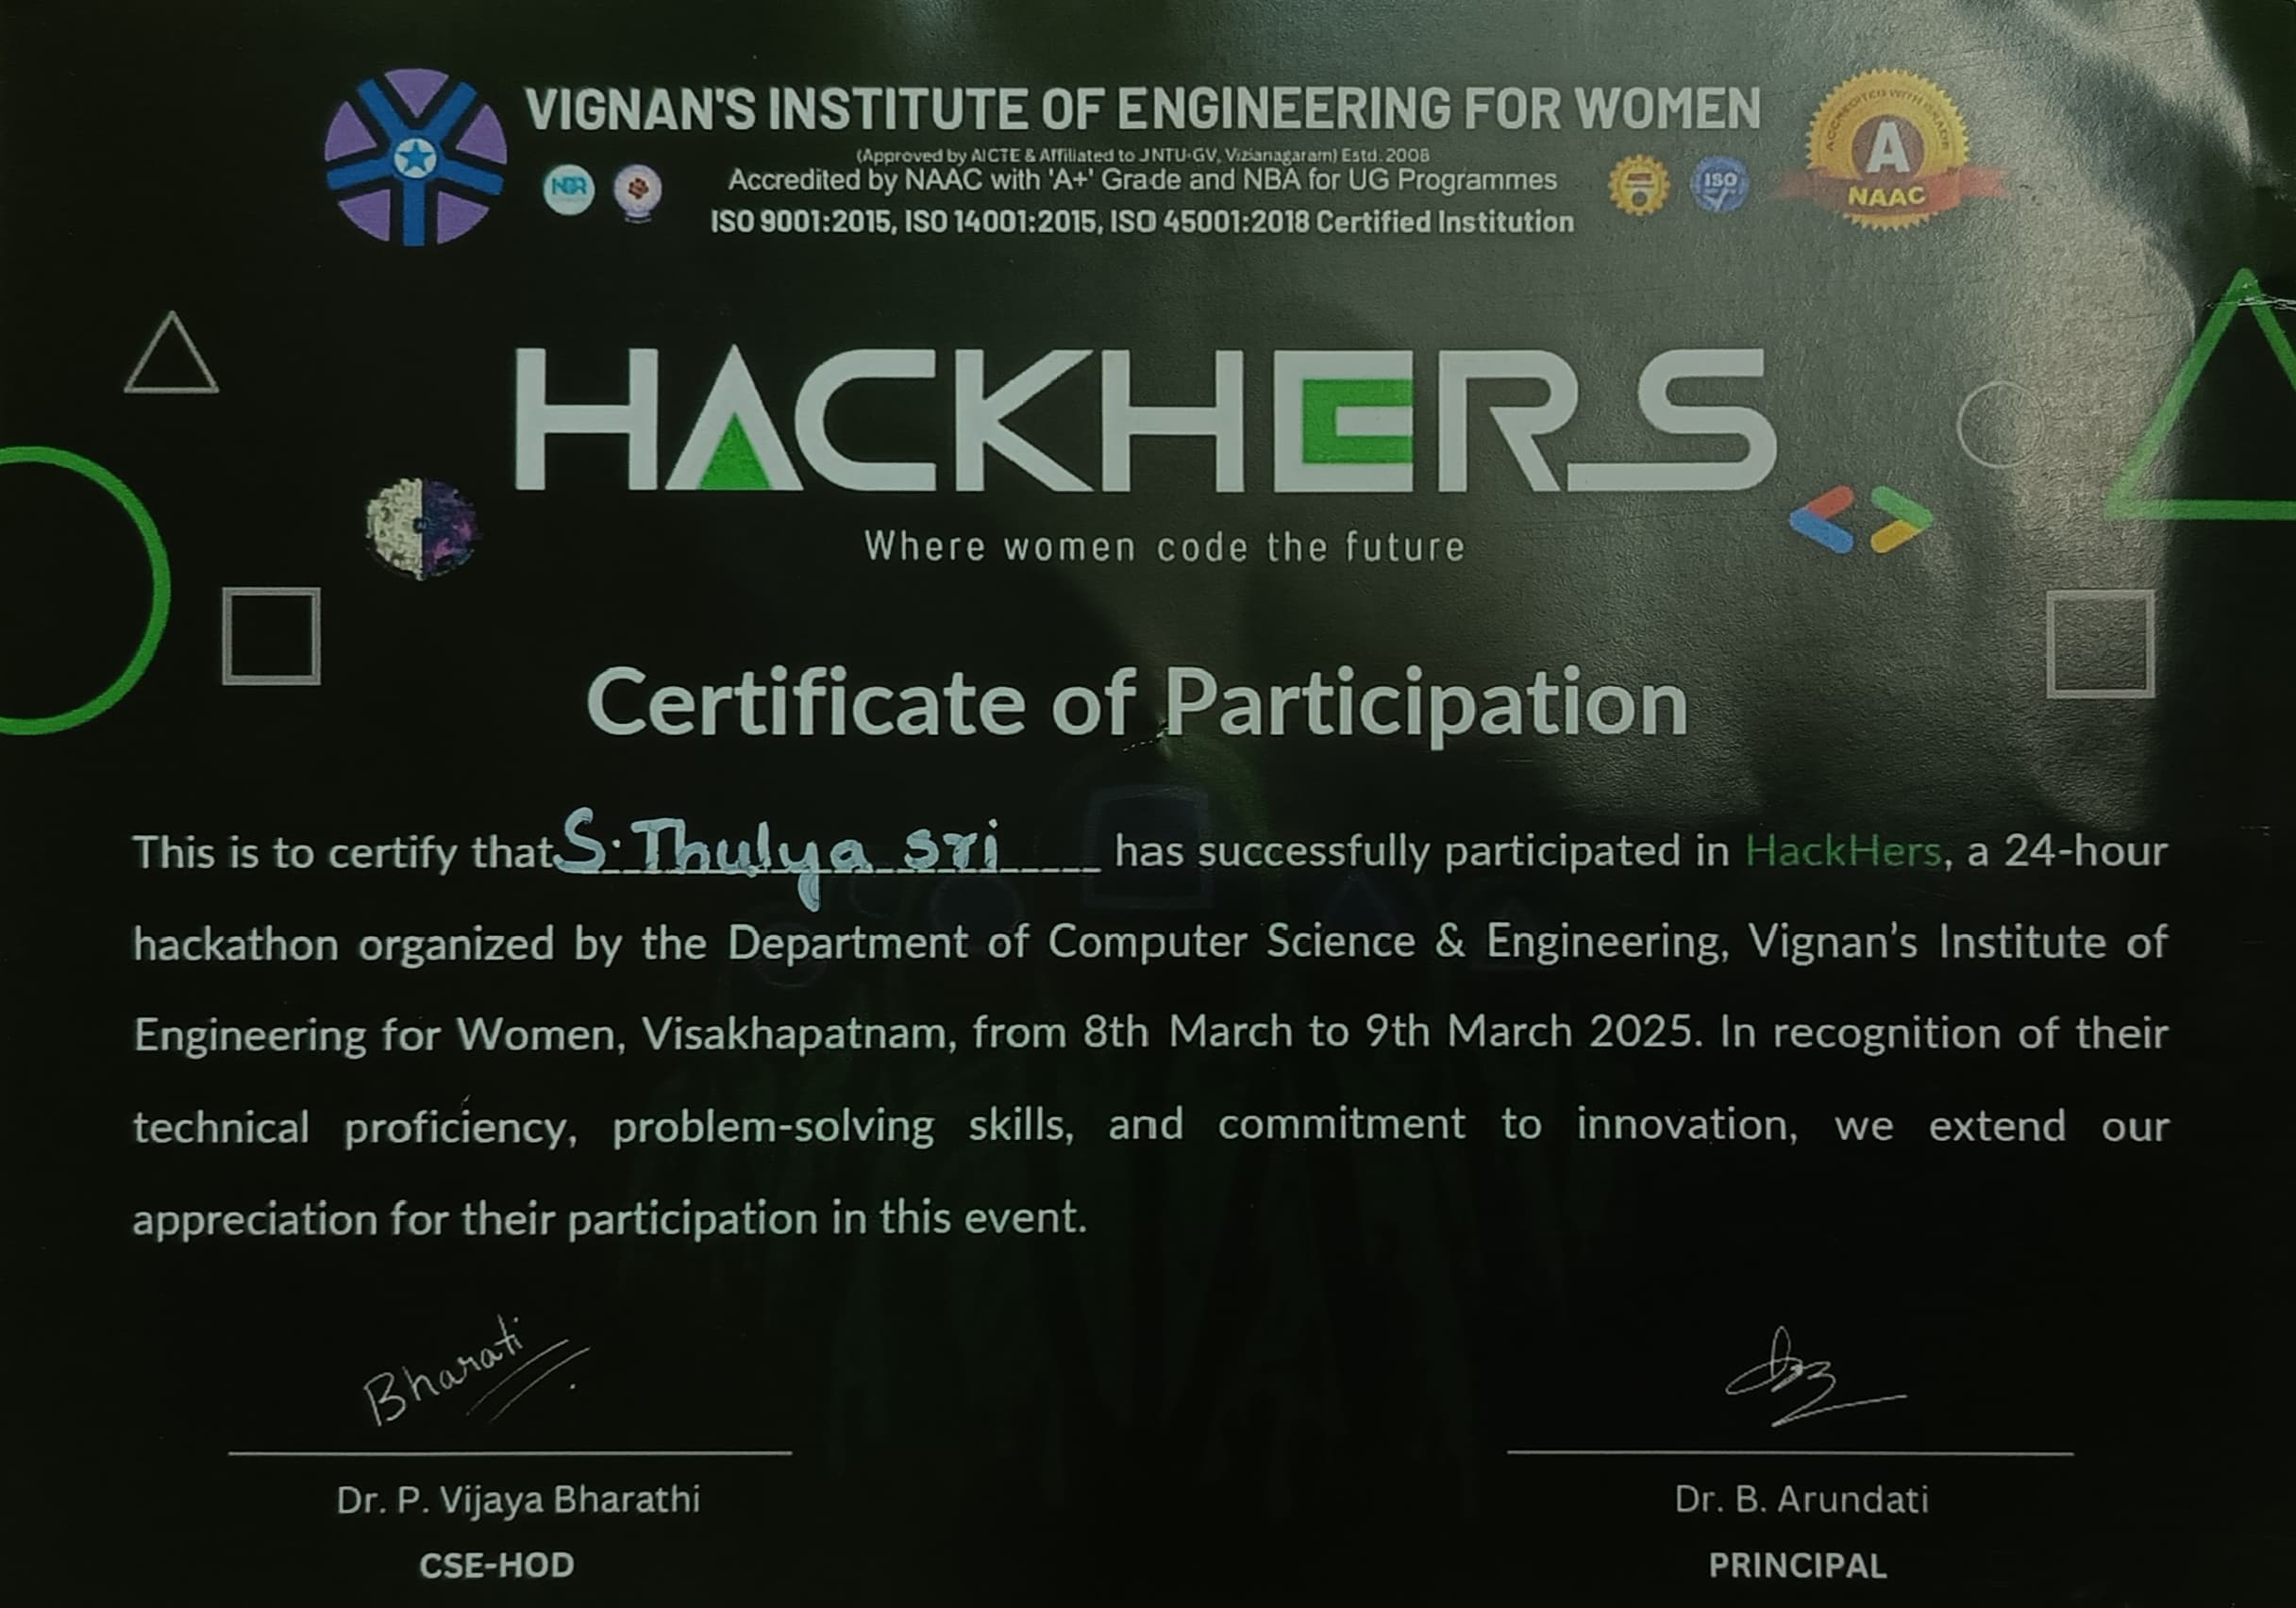 VIGNAN'S INSTITUTE OF ENGINEERING FOR WOMEN
(Approved by AICTE & Affiliated to JNTU-GV, Vizianagaram) Estd. 2008
Accredited by NAAC with 'A+' Grade and NBA for UG Programmes
ISO 9001:2015, ISO 14001:2015, ISO 45001:2018 Certified Institution
ISO
ACCREDITED WITH GRADE
A
NAAC
HACKHERS
Where women code the future
Certificate of Participation
This is to certify that S. Thulya sri has successfully participated in HackHers, a 24-hour
hackathon organized by the Department of Computer Science & Engineering, Vignan's Institute of
Engineering for Women, Visakhapatnam, from 8th March to 9th March 2025. In recognition of their
technical proficiency, problem-solving skills, and commitment to innovation, we extend our
appreciation for their participation in this event.
Bharati
Dr. P. Vijaya Bharathi
CSE-HOD
Dr. B. Arundati
PRINCIPAL